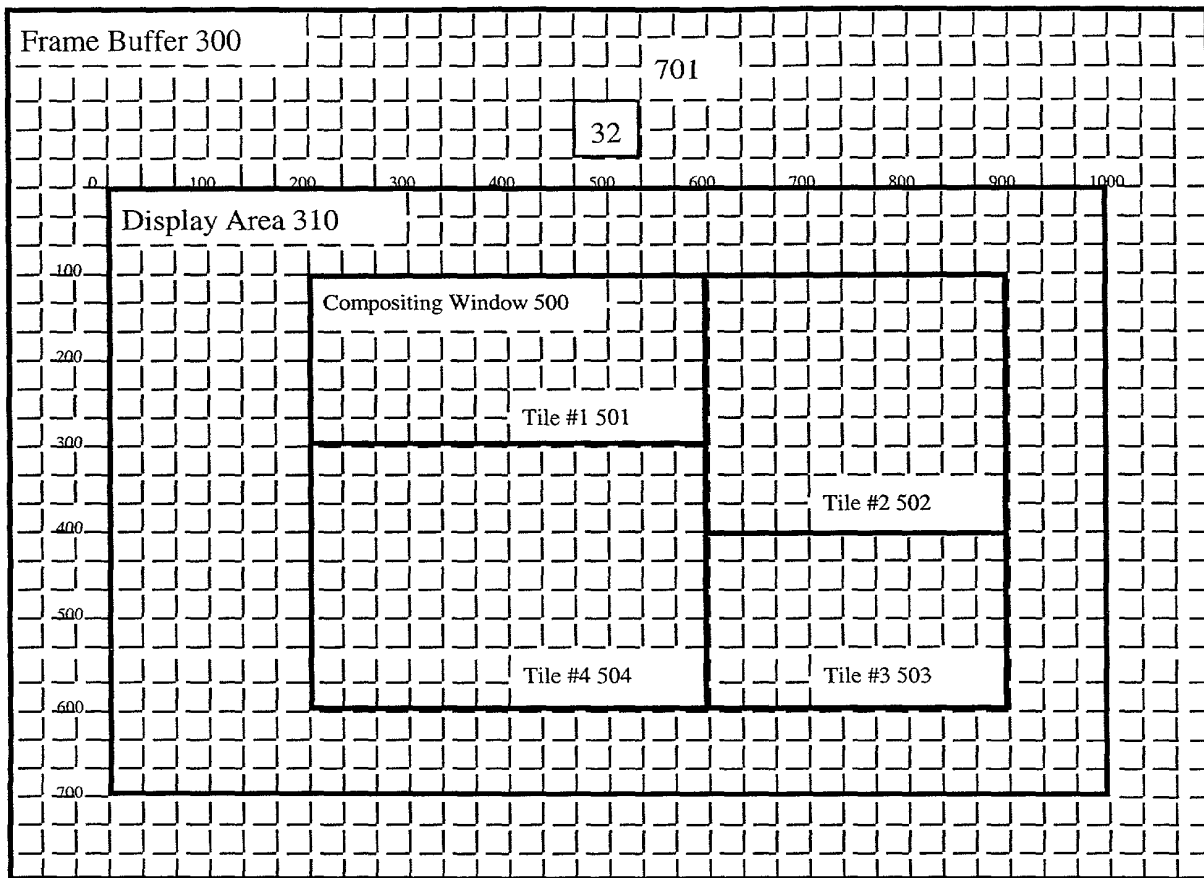 Frame Buffer 300
701
32
0 100 200 300 400 500 600 700 800 900 1000
Display Area 310
100
Compositing Window 500
200
Tile #1 501
300
Tile #2 502
400
500
Tile #4 504
Tile #3 503
600
700